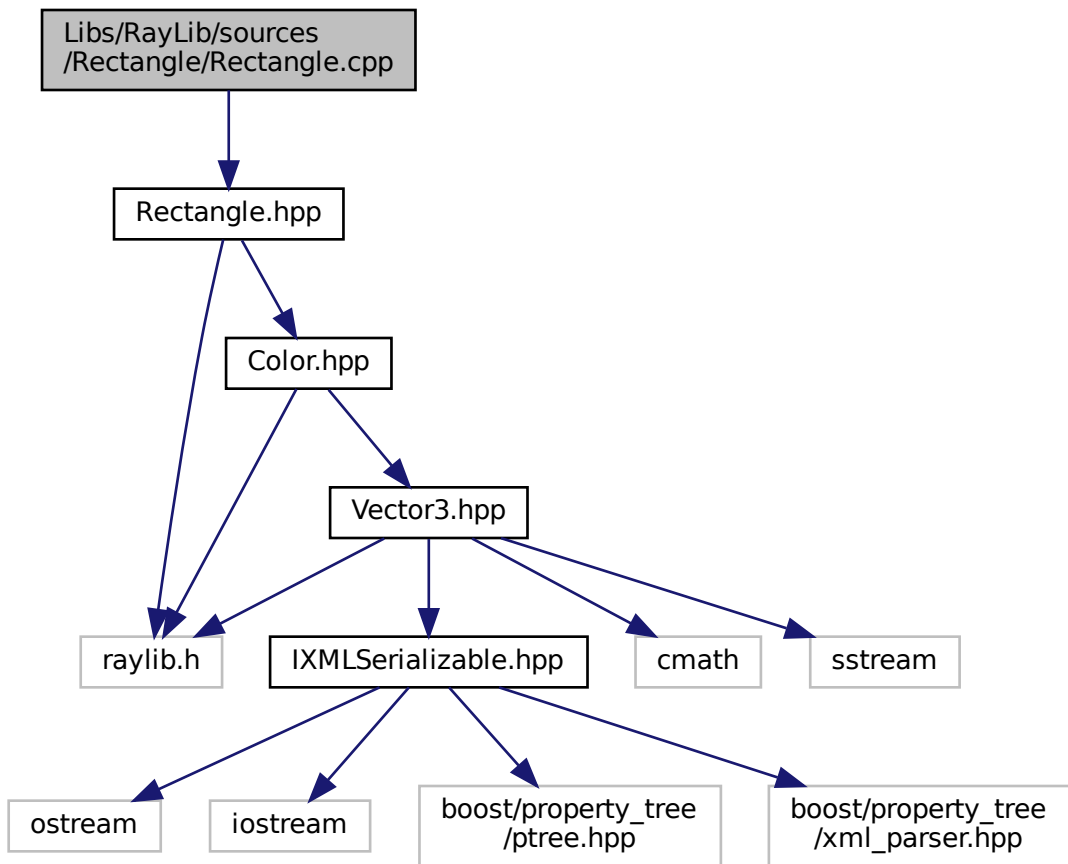 Libs/RayLib/sources
/Rectangle/Rectangle.cpp
Rectangle.hpp
Color.hpp
Vector3.hpp
raylib.h
IXMLSerializable.hpp
cmath
sstream
ostream
iostream
boost/property_tree
/ptree.hpp
boost/property_tree
/xml_parser.hpp